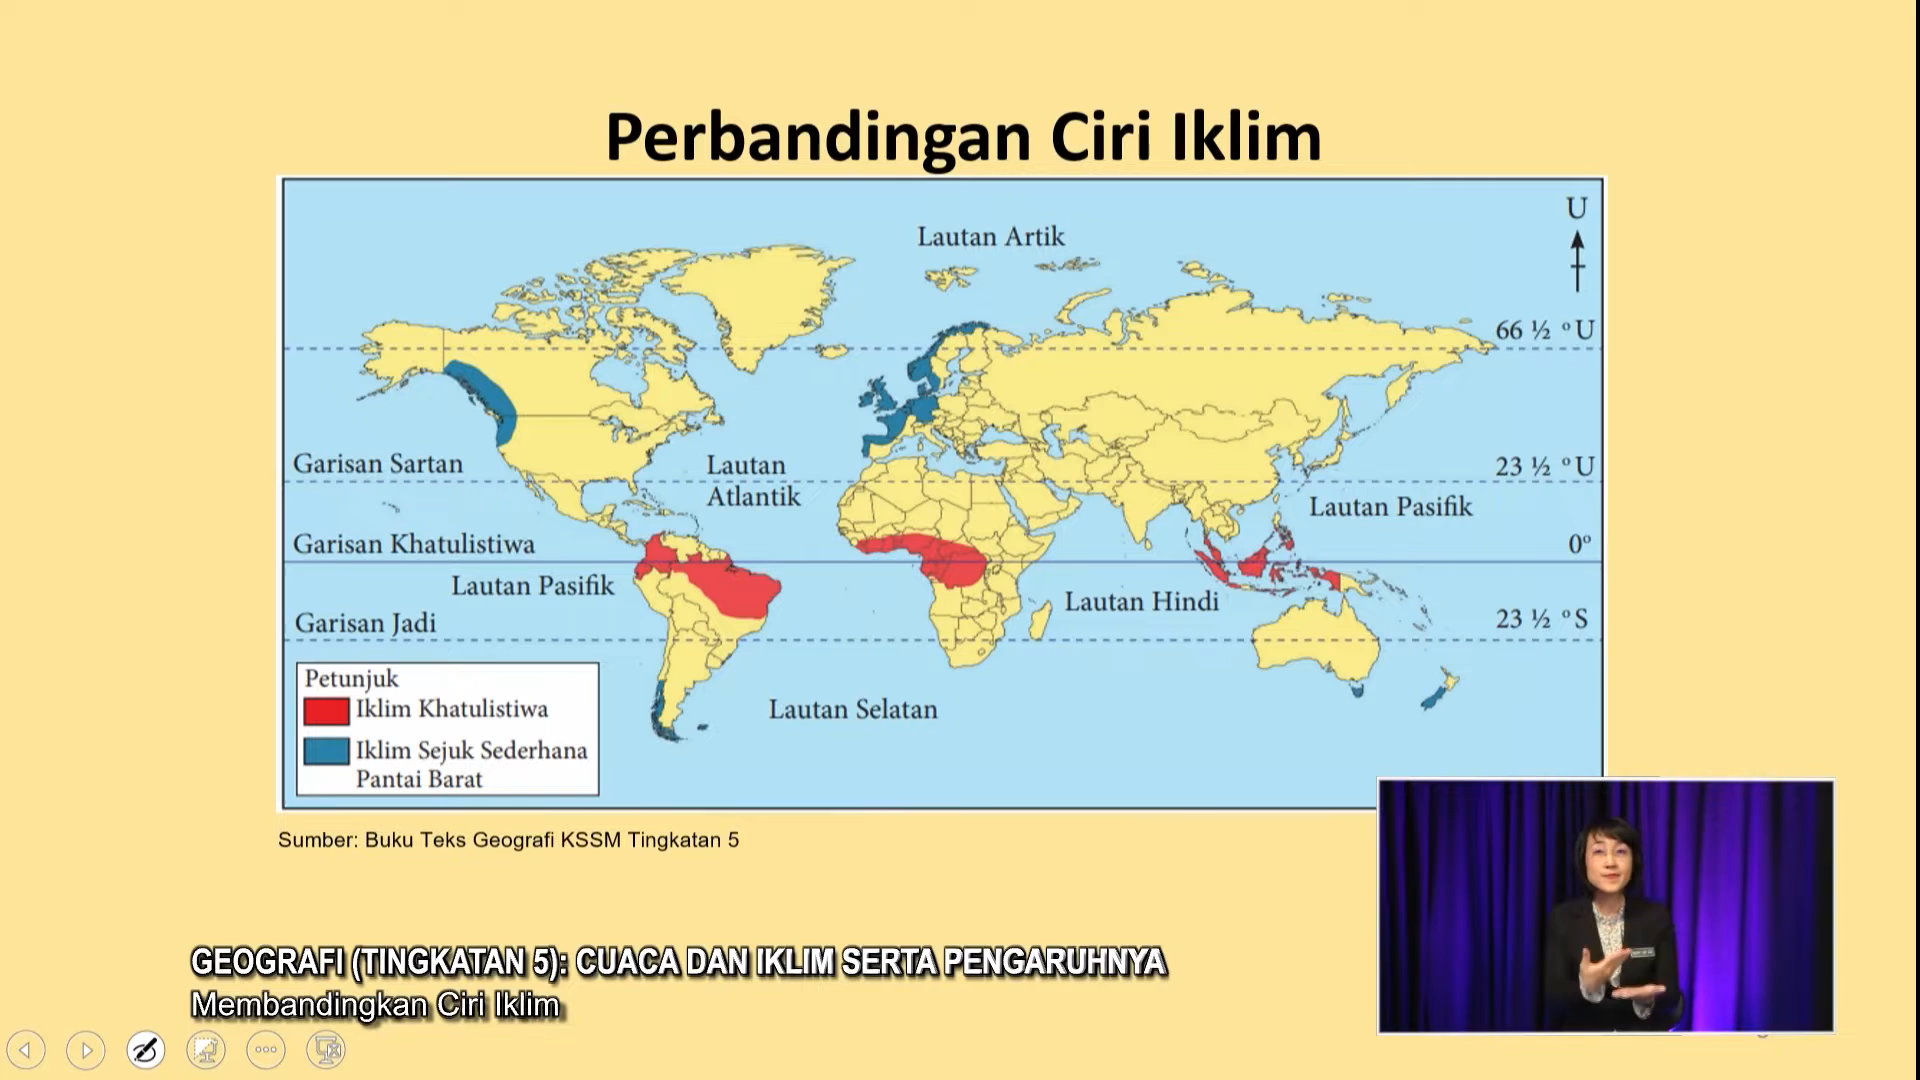 Perbandingan Ciri Iklim
U
Lautan Artik
66 ½ °U
Garisan Sartan
Lautan
Atlantik
23 ½ °U
Lautan Pasifik
Garisan Khatulistiwa
0°
Lautan Pasifik
Lautan Hindi
Garisan Jadi
23 ½ °S
Petunjuk
Iklim Khatulistiwa
Iklim Sejuk Sederhana
Pantai Barat
Lautan Selatan
Sumber: Buku Teks Geografi KSSM Tingkatan 5
GEOGRAFI (TINGKATAN 5): CUACA DAN IKLIM SERTA PENGARUHNYA
Membandingkan Ciri Iklim